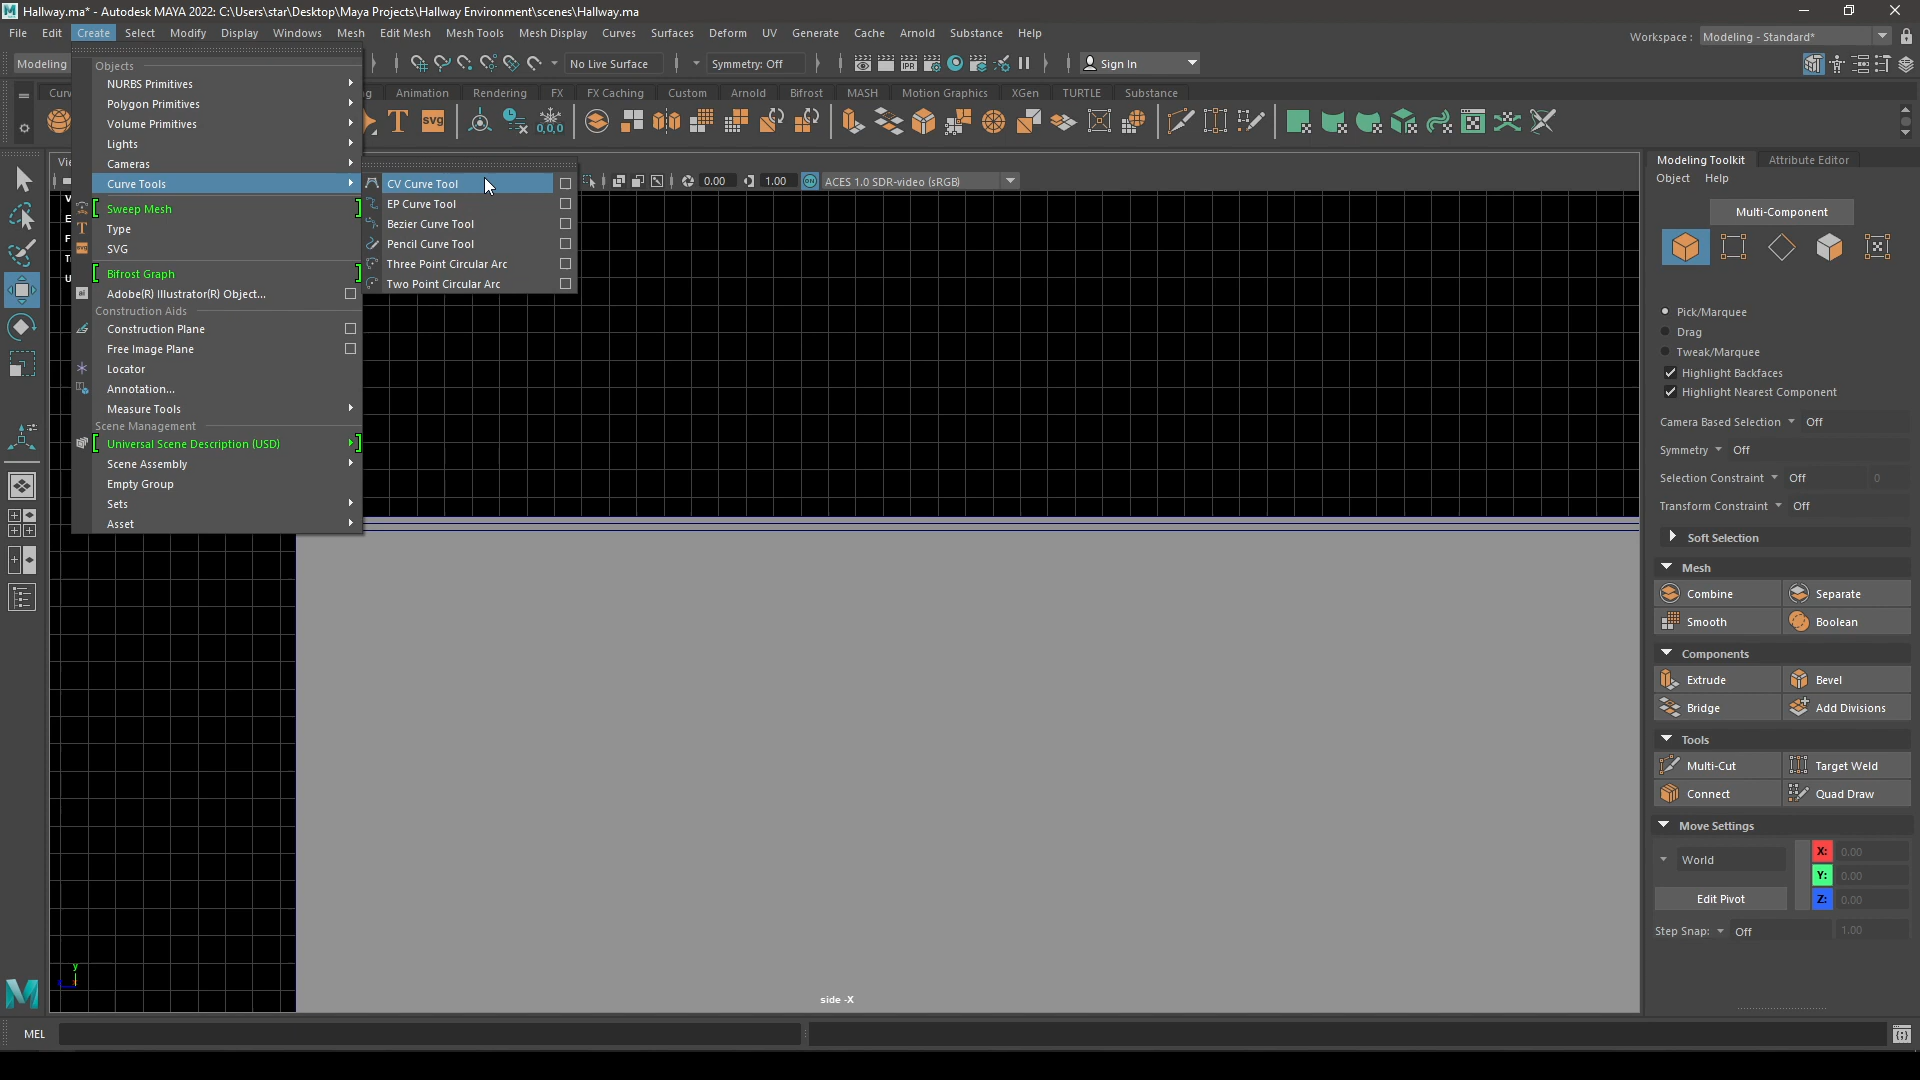 Hallway.ma* - Autodesk MAYA 2022: C:\Users\star\Desktop\Maya Projects\Hallway Environment\scenes\Hallway.ma
File Edit Create Select Modify Display Windows Mesh Edit Mesh Mesh Tools Mesh Display Curves Surfaces Deform UV Generate Cache Arnold Substance Help
Workspace : Modeling - Standard*
Modeling
No Live Surface
Symmetry: Off
Sign In
Animation Rendering FX FX Caching Custom Arnold Bifrost MASH Motion Graphics XGen TURTLE Substance
Objects
NURBS Primitives
Polygon Primitives
Volume Primitives
Lights
Cameras
Curve Tools
Sweep Mesh
Type
SVG
Bifrost Graph
Adobe(R) Illustrator(R) Object...
Construction Aids
Construction Plane
Free Image Plane
Locator
Annotation...
Measure Tools
Scene Management
Universal Scene Description (USD)
Scene Assembly
Empty Group
Sets
Asset
CV Curve Tool
EP Curve Tool
Bezier Curve Tool
Pencil Curve Tool
Three Point Circular Arc
Two Point Circular Arc
0.00 1.00 ACES 1.0 SDR-video (sRGB)
side -X
y
Modeling Toolkit Attribute Editor
Object Help
Multi-Component
Pick/Marquee
Drag
Tweak/Marquee
Highlight Backfaces
Highlight Nearest Component
Camera Based Selection Off
Symmetry Off
Selection Constraint Off 0
Transform Constraint Off
Soft Selection
Mesh
Combine Separate
Smooth Boolean
Components
Extrude Bevel
Bridge Add Divisions
Tools
Multi-Cut Target Weld
Connect Quad Draw
Move Settings
World
X: 0.00
Y: 0.00
Z: 0.00
Edit Pivot
Step Snap: Off 1.00
MEL